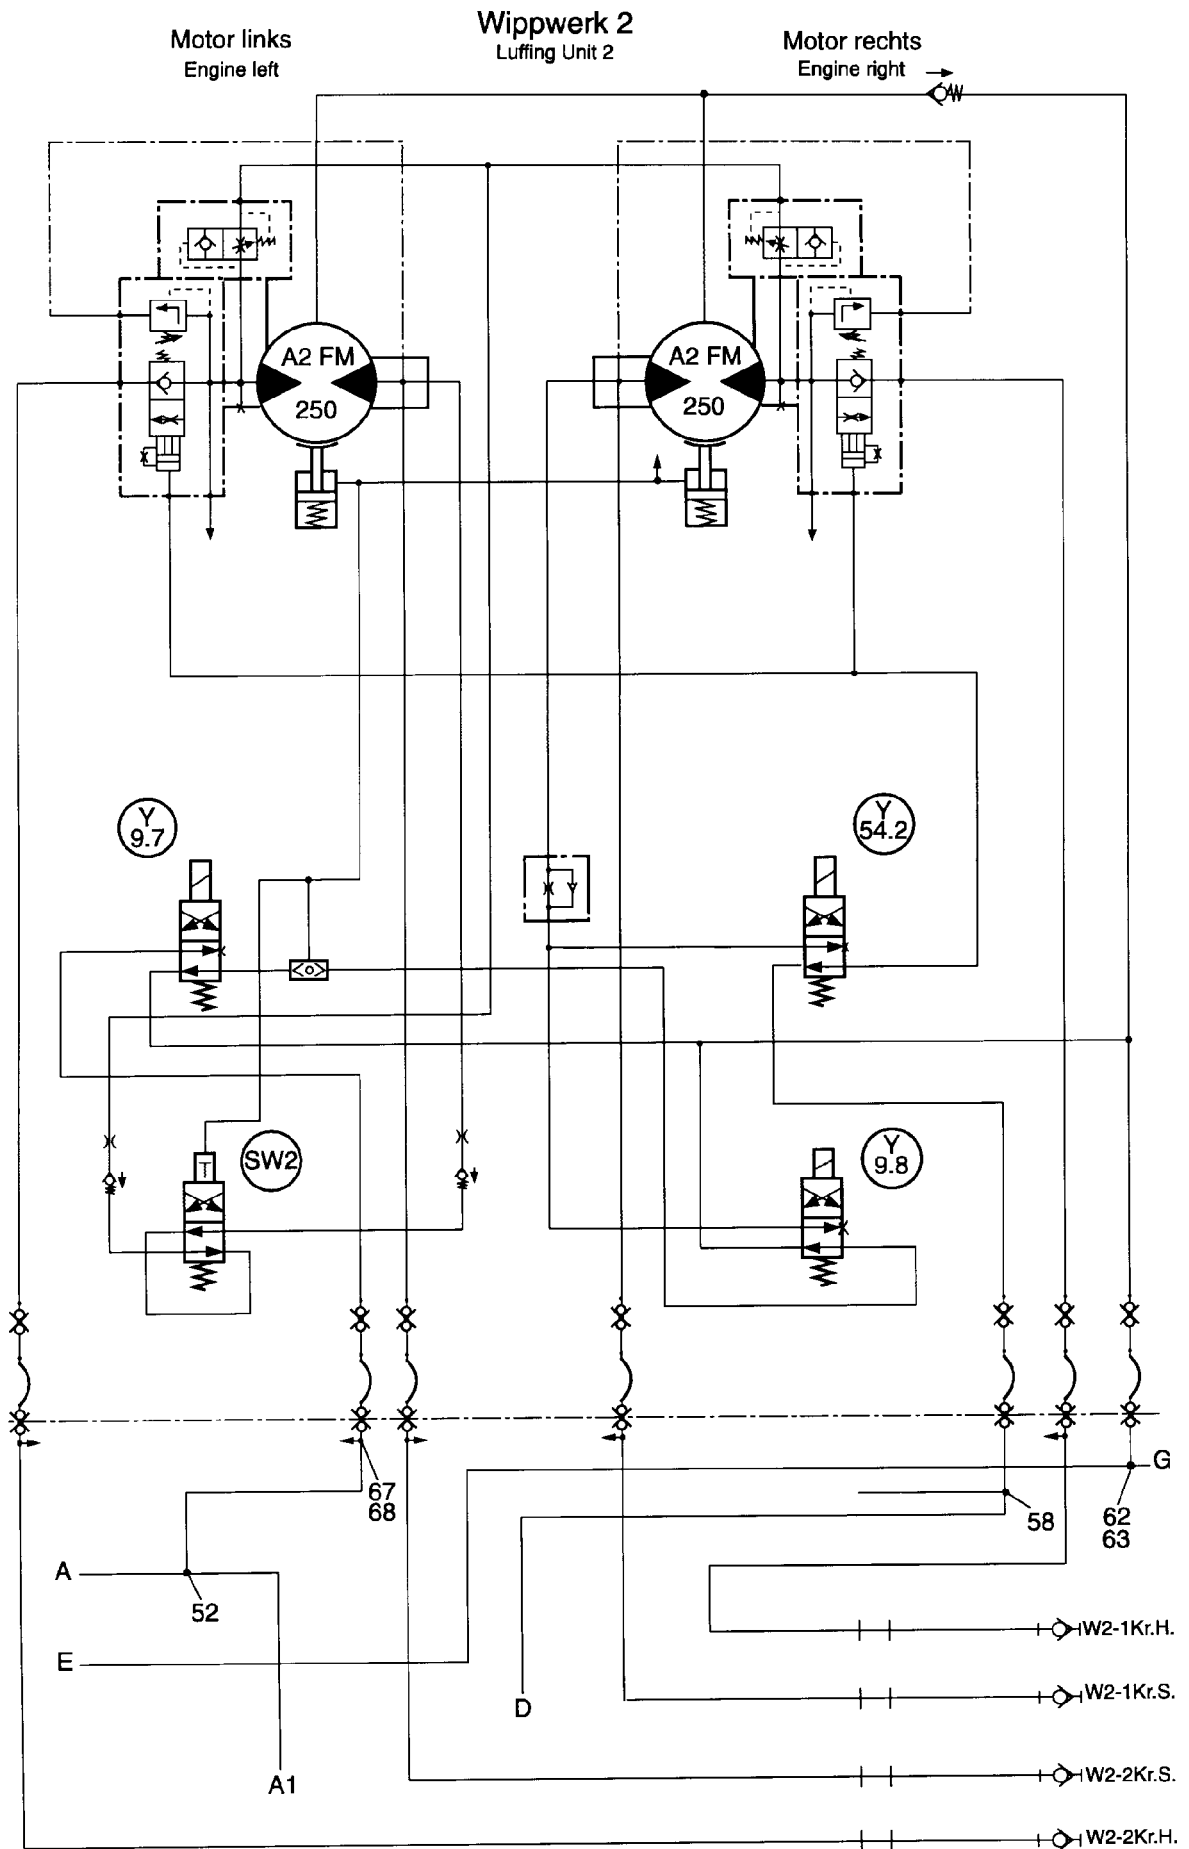 Wippwerk 2
Luffing Unit 2
Motor links
Engine left
Motor rechts
Engine right
A2 FM
250
A2 FM
250
Y
9.7
Y
54.2
SW2
T
Y
9.8
67
68
G
58
62
63
A
52
E
D
A1
W2-1Kr.H.
W2-1Kr.S.
W2-2Kr.S.
W2-2Kr.H.